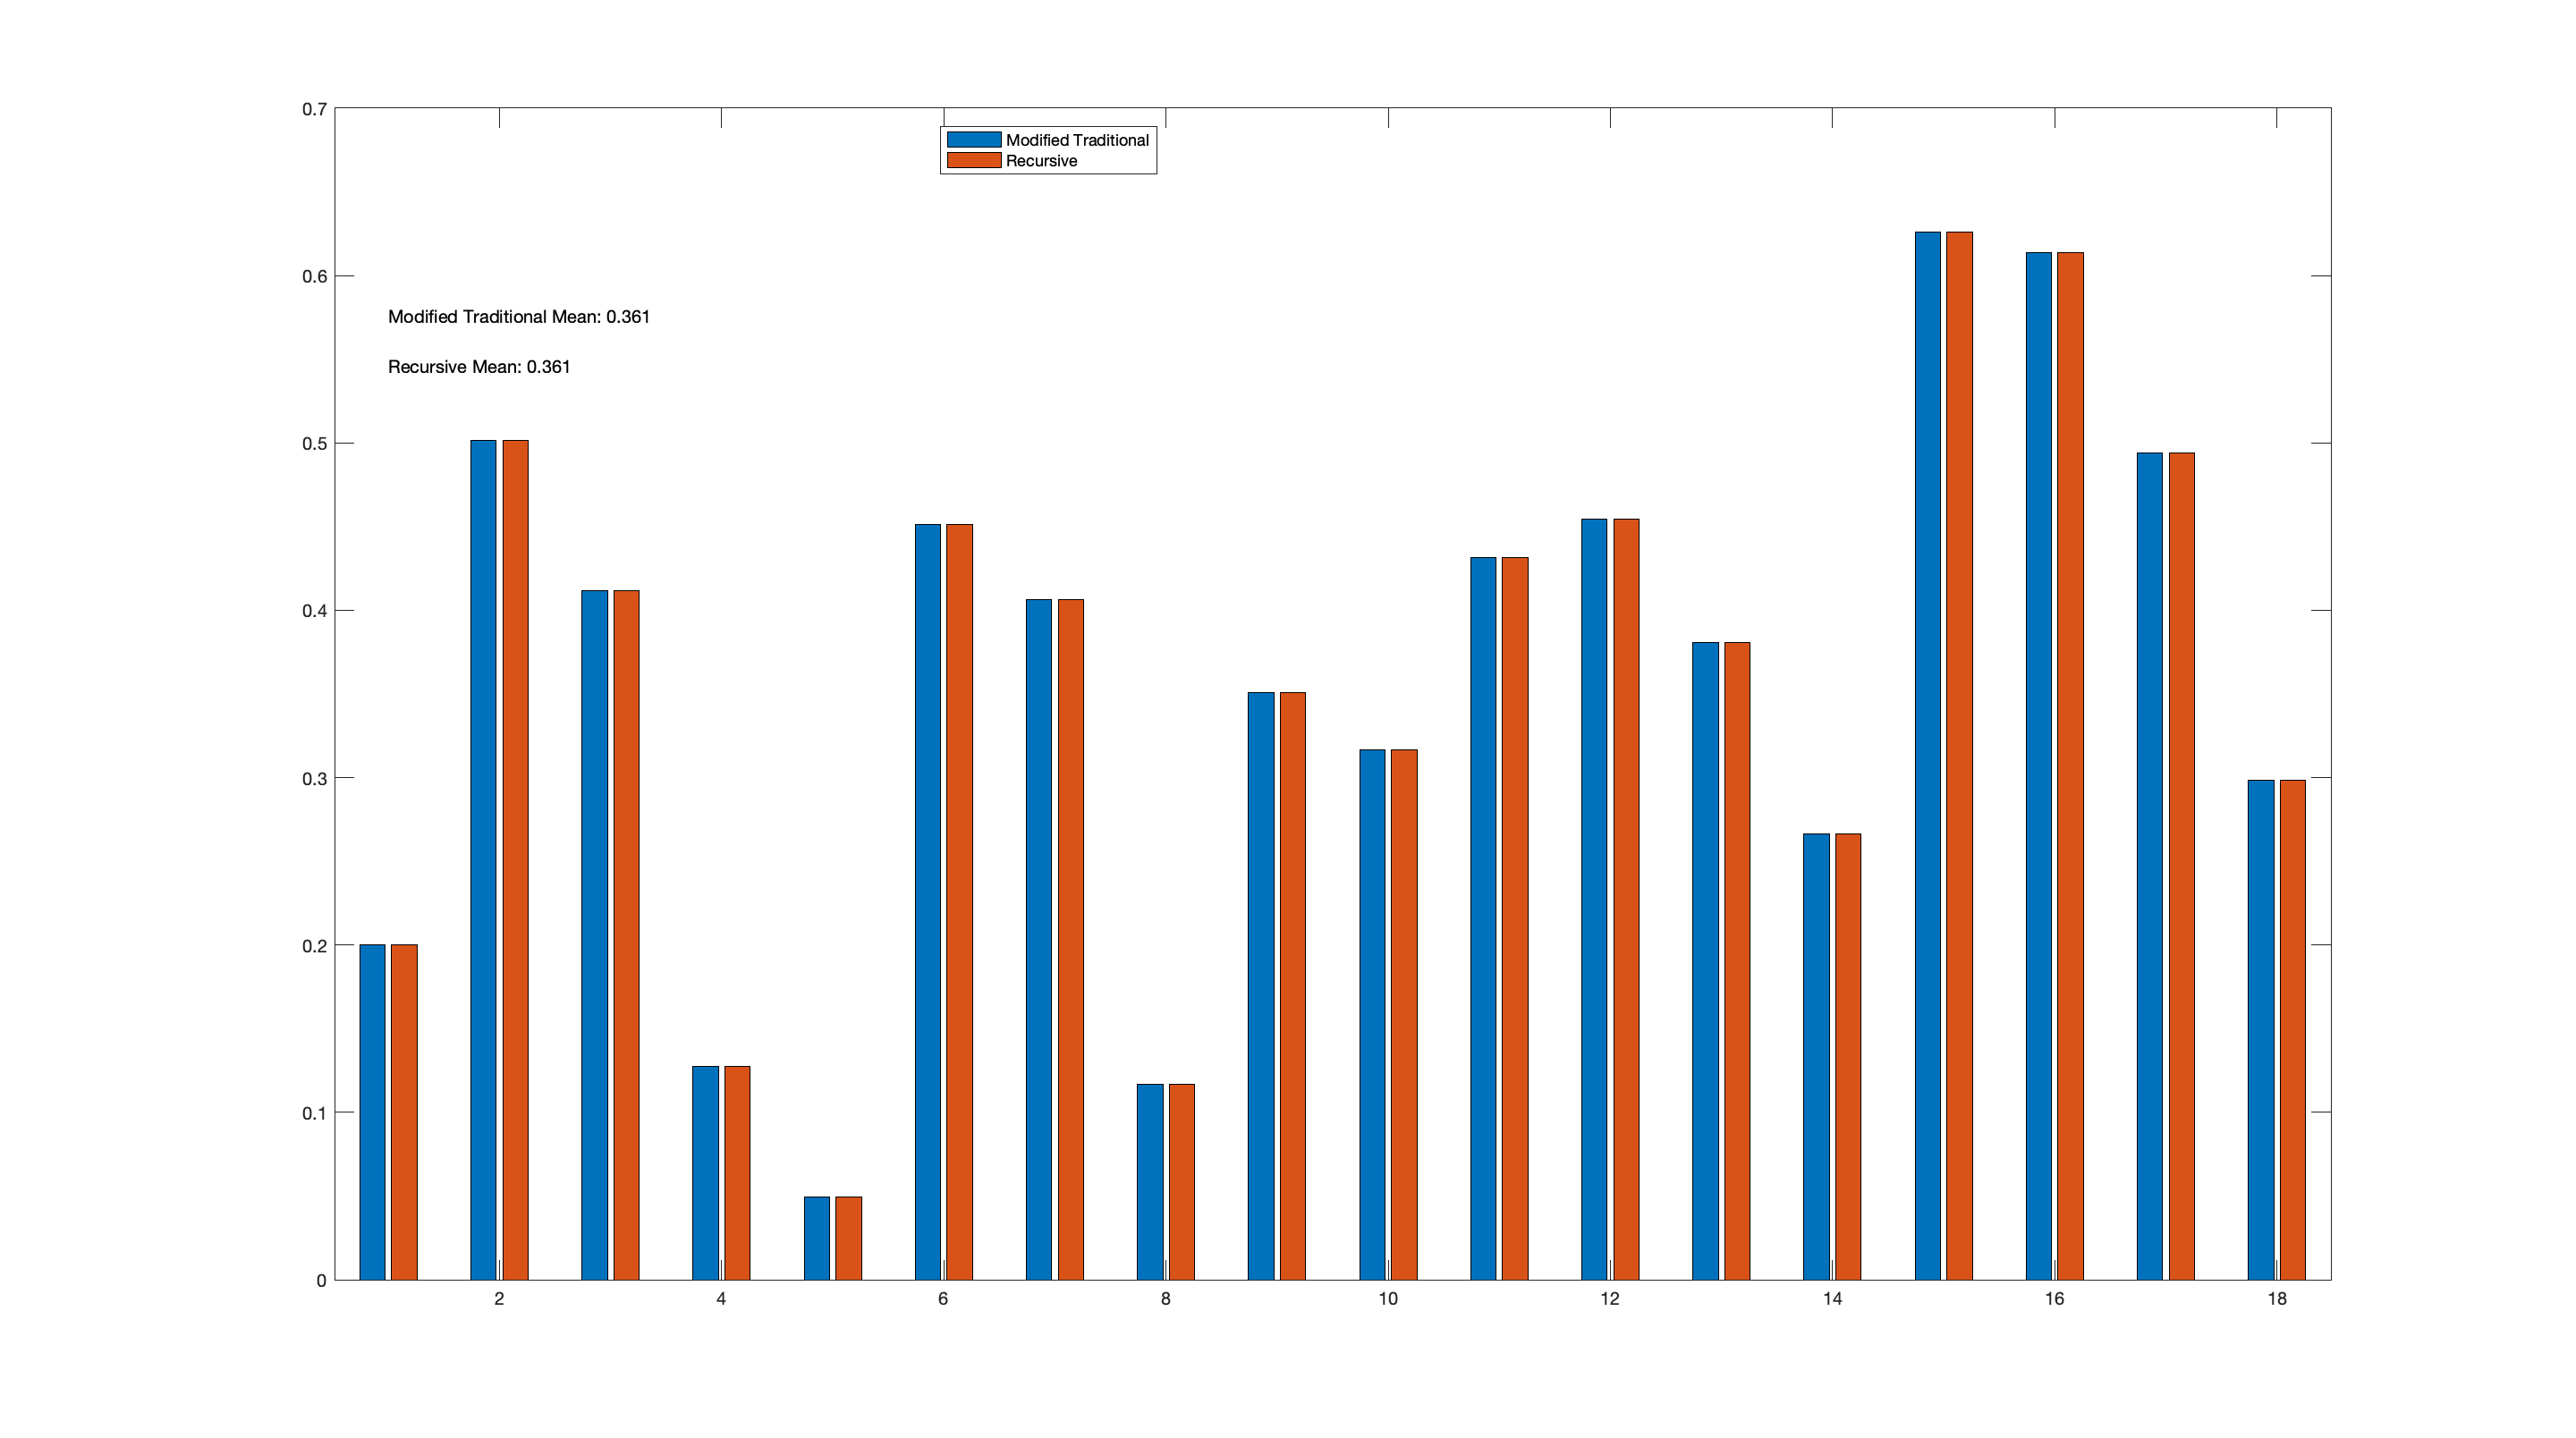 0.7
Modified Traditional
Recursive
0.6
Modified Traditional Mean: 0.361
Recursive Mean: 0.361
0.5
0.4
0.3
0.2
0.1
0
2 4 6 8 10 12 14 16 18